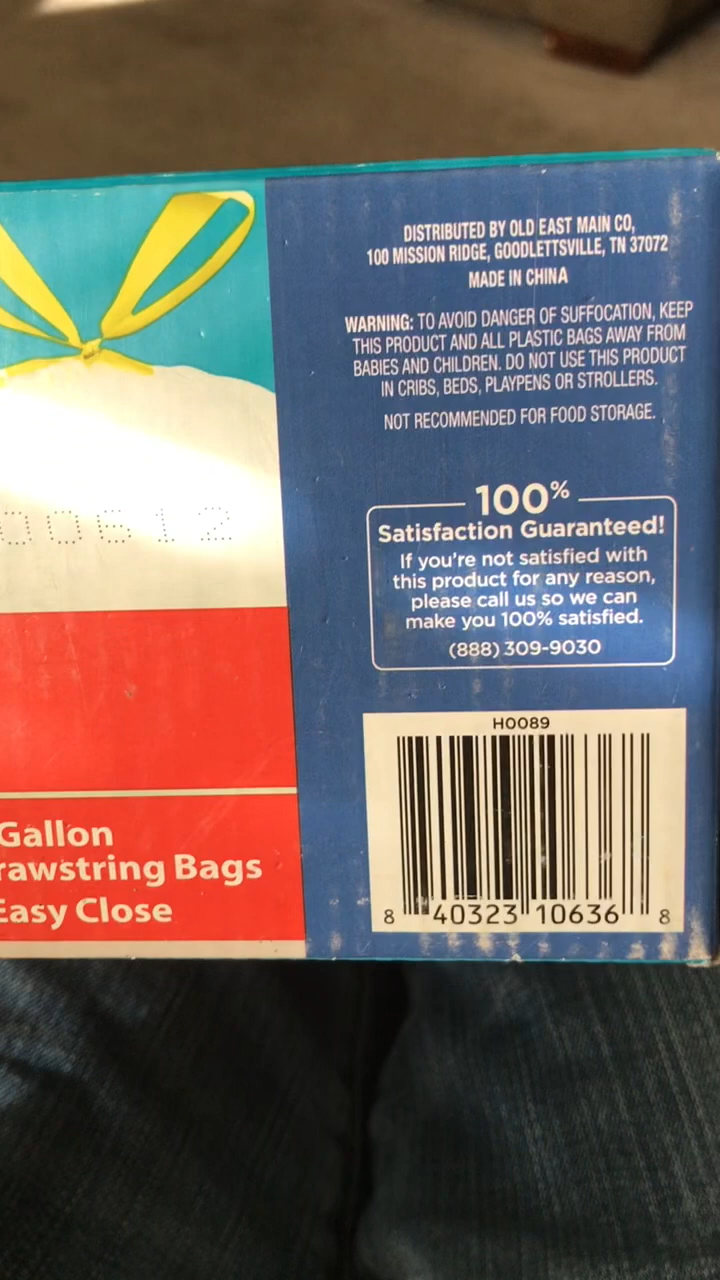 DISTRIBUTED BY OLD EAST MAIN CO,
100 MISSION RIDGE, GOODLETTSVILLE, TN 37072
MADE IN CHINA
WARNING: TO AVOID DANGER OF SUFFOCATION, KEEP
THIS PRODUCT AND ALL PLASTIC BAGS AWAY FROM
BABIES AND CHILDREN. DO NOT USE THIS PRODUCT
IN CRIBS, BEDS, PLAYPENS OR STROLLERS.
NOT RECOMMENDED FOR FOOD STORAGE.
100%
Satisfaction Guaranteed!
If you're not satisfied with
this product for any reason,
please call us so we can
make you 100% satisfied.
(888) 309-9030
H0089
8 40323 10636 8
00612
Gallon
rawstring Bags
Easy Close